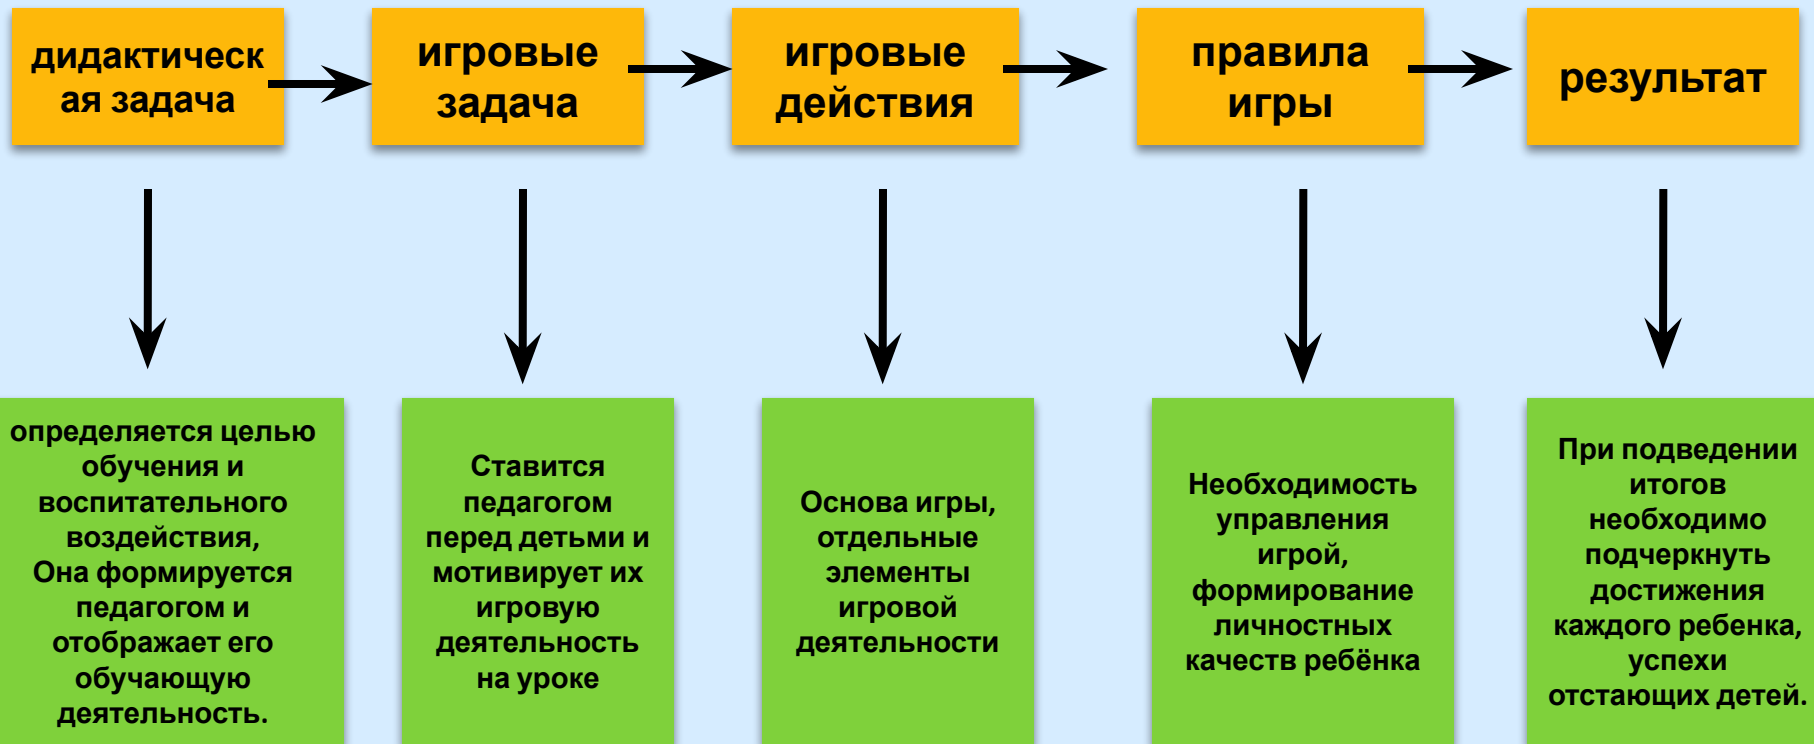 дидактическ
ая задача
игровые
задача
игровые
действия
правила
игры
результат
определяется целью
обучения и
воспитательного
воздействия,
Она формируется
педагогом и
отображает его
обучающую
деятельность.
Ставится
педагогом
перед детьми и
мотивирует их
игровую
деятельность
на уроке
Основа игры,
отдельные
элементы
игровой
деятельности
Необходимость
управления
игрой,
формирование
личностных
качеств ребёнка
При подведении
итогов
необходимо
подчеркнуть
достижения
каждого ребенка,
успехи
отстающих детей.